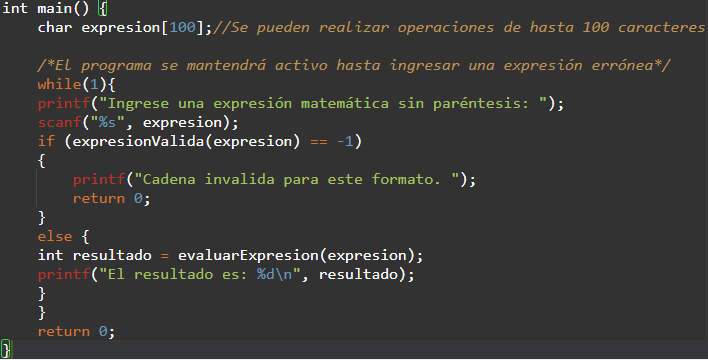 int main() {
    char expresion[100];//Se pueden realizar operaciones de hasta 100 caracteres
    /*El programa se mantendrá activo hasta ingresar una expresión errónea*/
    while(1){
    printf("Ingrese una expresión matemática sin paréntesis: ");
    scanf("%s", expresion);
    if (expresionValida(expresion) == -1)
    {
        printf("Cadena invalida para este formato. ");
        return 0;
    }
    else {
    int resultado = evaluarExpresion(expresion);
    printf("El resultado es: %d\n", resultado);
    }
    }
    return 0;
}